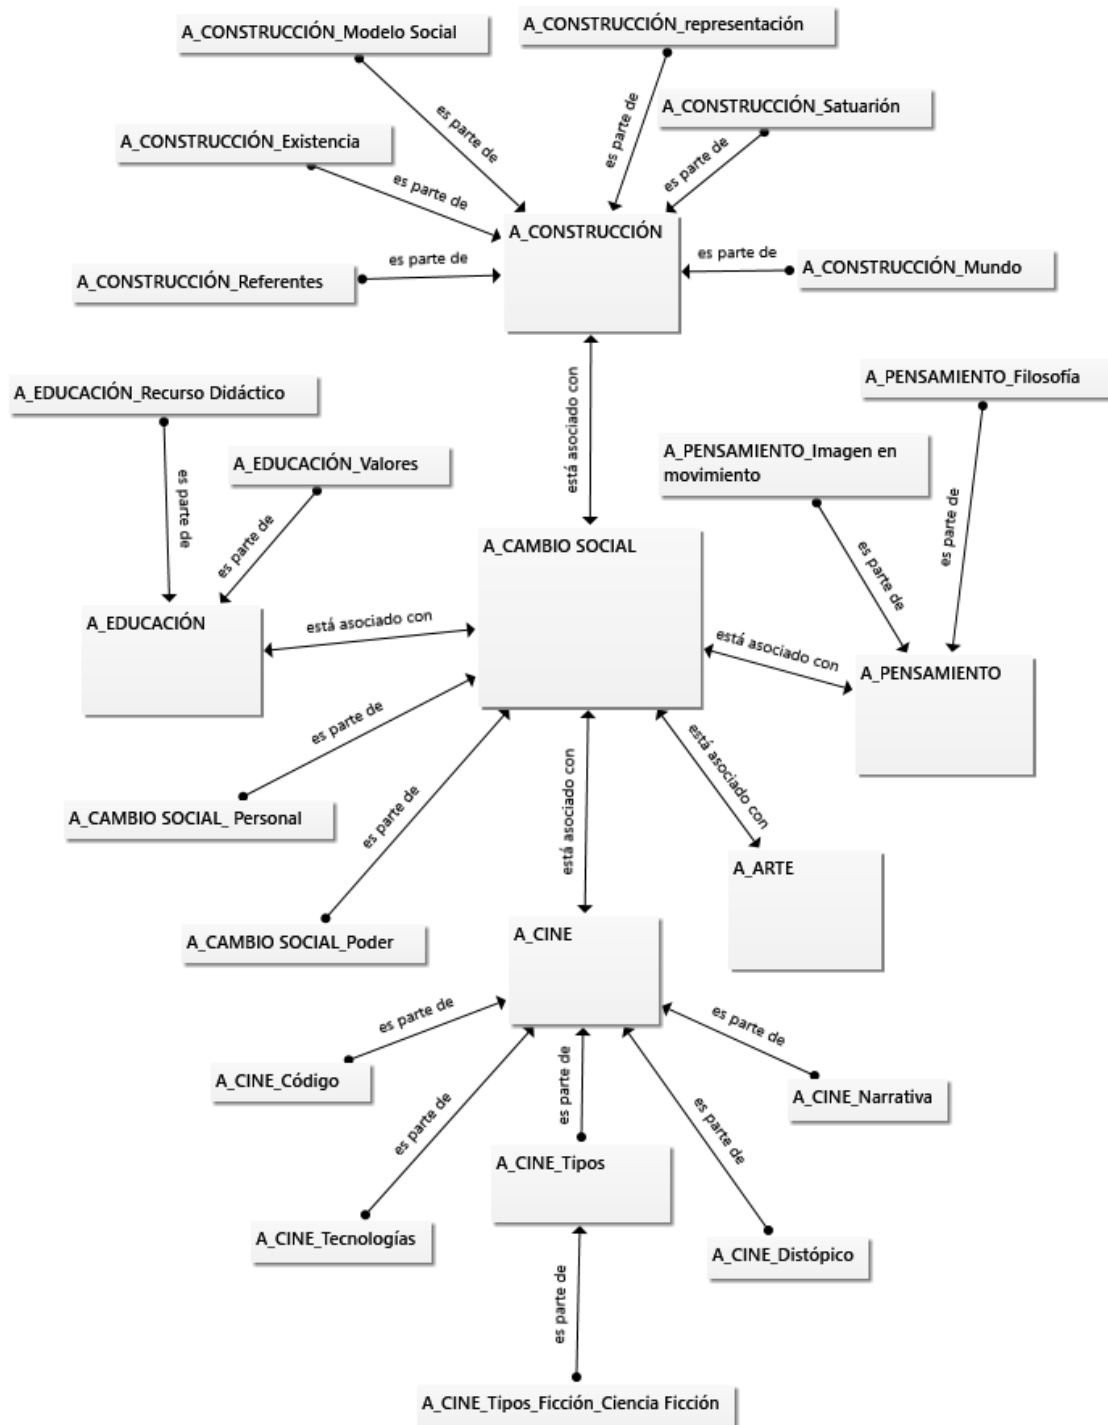 A_CONSTRUCCIÓN_Modelo Social
A_CONSTRUCCIÓN_representación
A_CONSTRUCCIÓN_Satuarión
A_CONSTRUCCIÓN_Existencia
es parte de
es parte de
es parte de
es parte de
A_CONSTRUCCIÓN
es parte de
es parte de
A_CONSTRUCCIÓN_Referentes
A_CONSTRUCCIÓN_Mundo
está asociado con
A_EDUCACIÓN_Recurso Didáctico
A_PENSAMIENTO_Filosofía
A_EDUCACIÓN_Valores
A_PENSAMIENTO_Imagen en
movimiento
es parte de
es parte de
es parte de
es parte de
A_CAMBIO SOCIAL
A_EDUCACIÓN
está asociado con
está asociado con
A_PENSAMIENTO
es parte de
es parte de
está asociado con
está asociado con
A_CAMBIO SOCIAL_ Personal
A_ARTE
A_CAMBIO SOCIAL_Poder
A_CINE
es parte de
es parte de
es parte de
es parte de
es parte de
A_CINE_Código
A_CINE_Narrativa
A_CINE_Tipos
A_CINE_Tecnologías
A_CINE_Distópico
es parte de
A_CINE_Tipos_Ficción_Ciencia Ficción